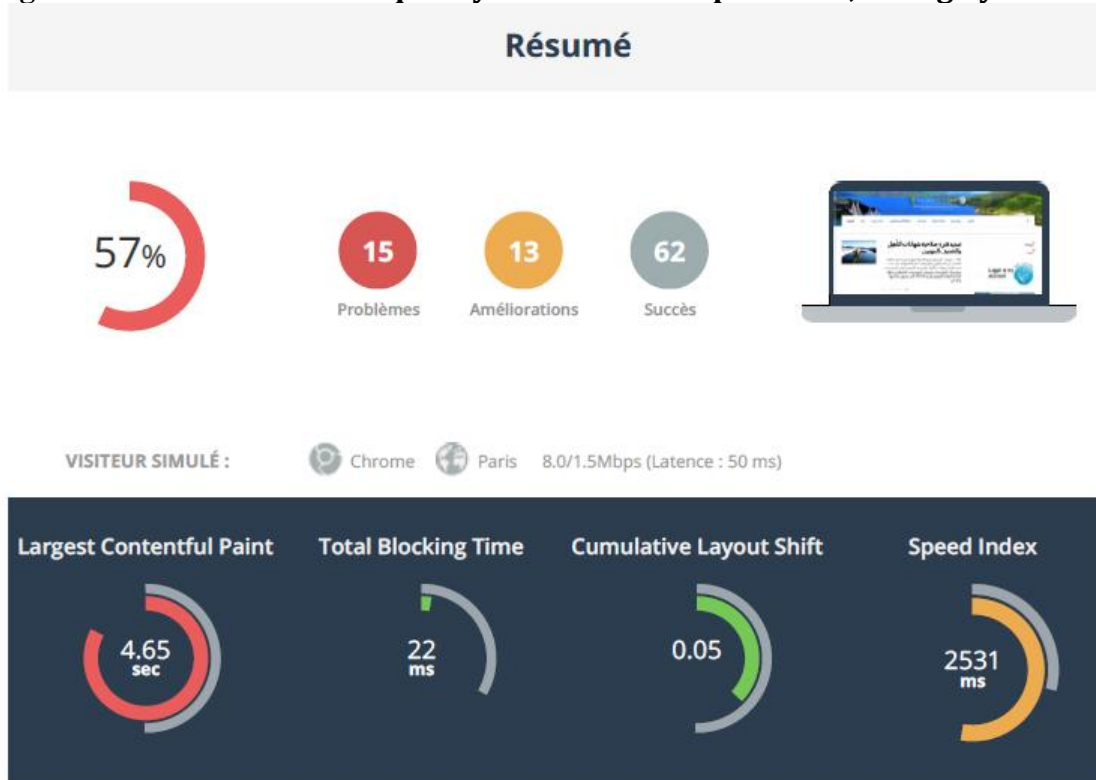 Résumé
57%
15
13
62
Problèmes
Améliorations
Succès
VISITEUR SIMULÉ :
Chrome
Paris
8.0/1.5Mbps (Latence : 50 ms)
Largest Contentful Paint
Total Blocking Time
Cumulative Layout Shift
Speed Index
4.65
sec
22
ms
0.05
2531
ms